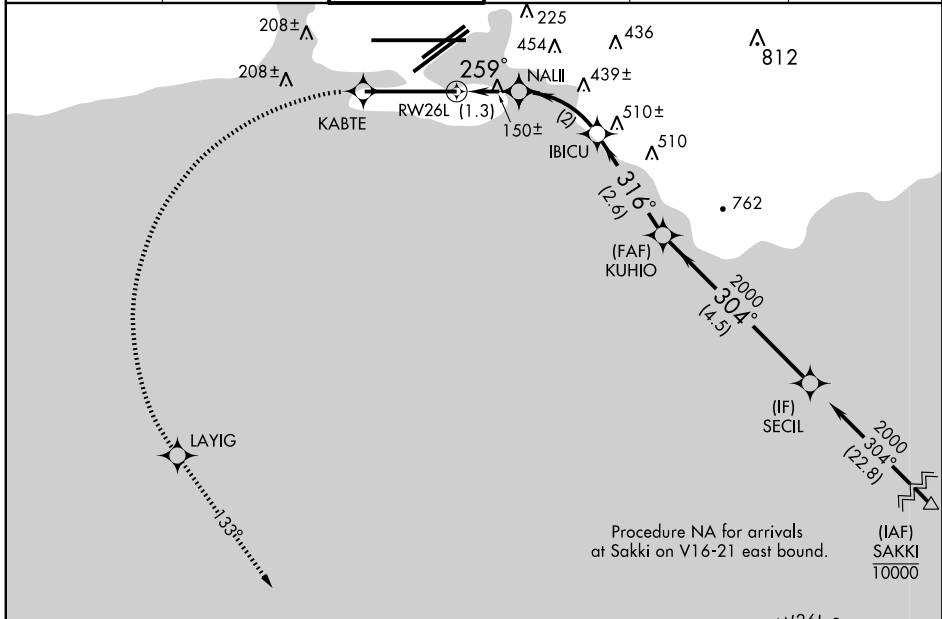 225
208±
454
436
812
208±
259°
NALII
439±
KABTE
RW26L
(1.3)
150±
(2)
510±
IBICU
510
316°
(2.6)
762
(FAF)
KUHIO
2000
304°
(4.5)
(IF)
SECIL
LAYIG
2000
304°
(22.8)
133°
Procedure NA for arrivals
at Sakki on V16-21 east bound.
(IAF)
SAKKI
10000